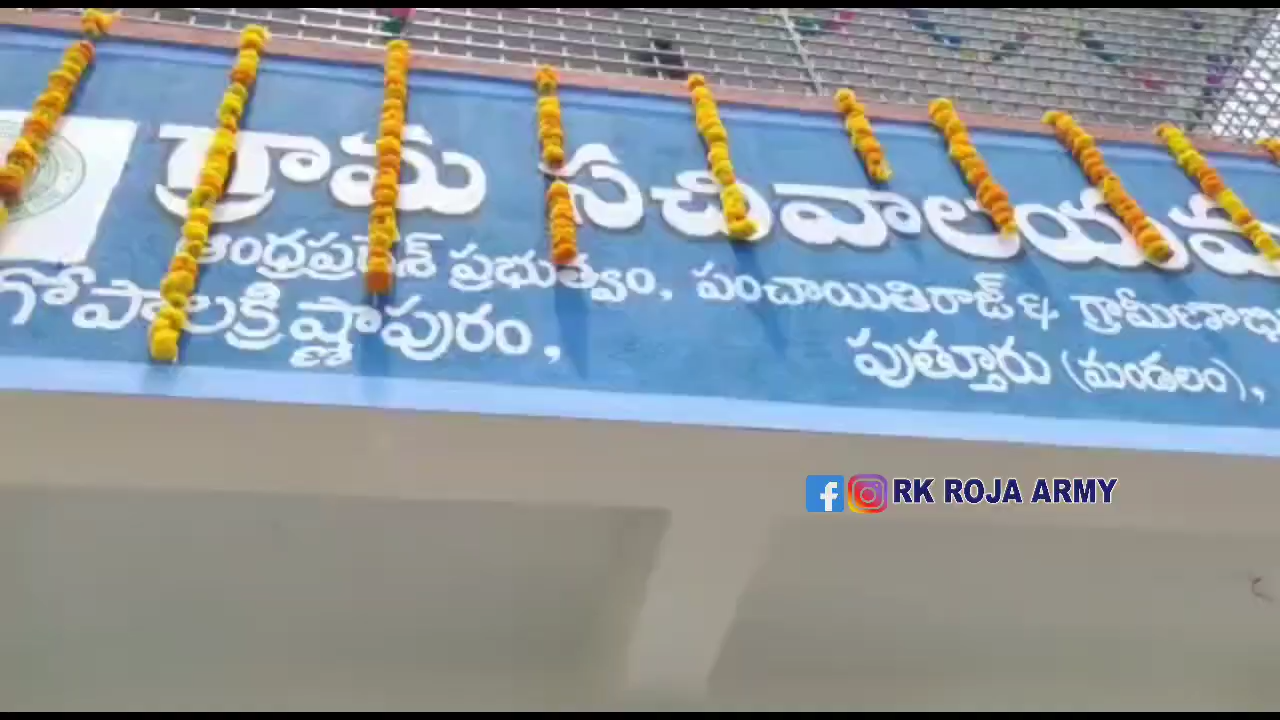 గ్రామ సచివాలయము
ఆంధ్రప్రదేశ్ ప్రభుత్వం, పంచాయితిరాజ్ & గ్రామీణాభి
గోపాలక్రిష్ణాపురం, పుత్తూరు (మండలం),
RK ROJA ARMY